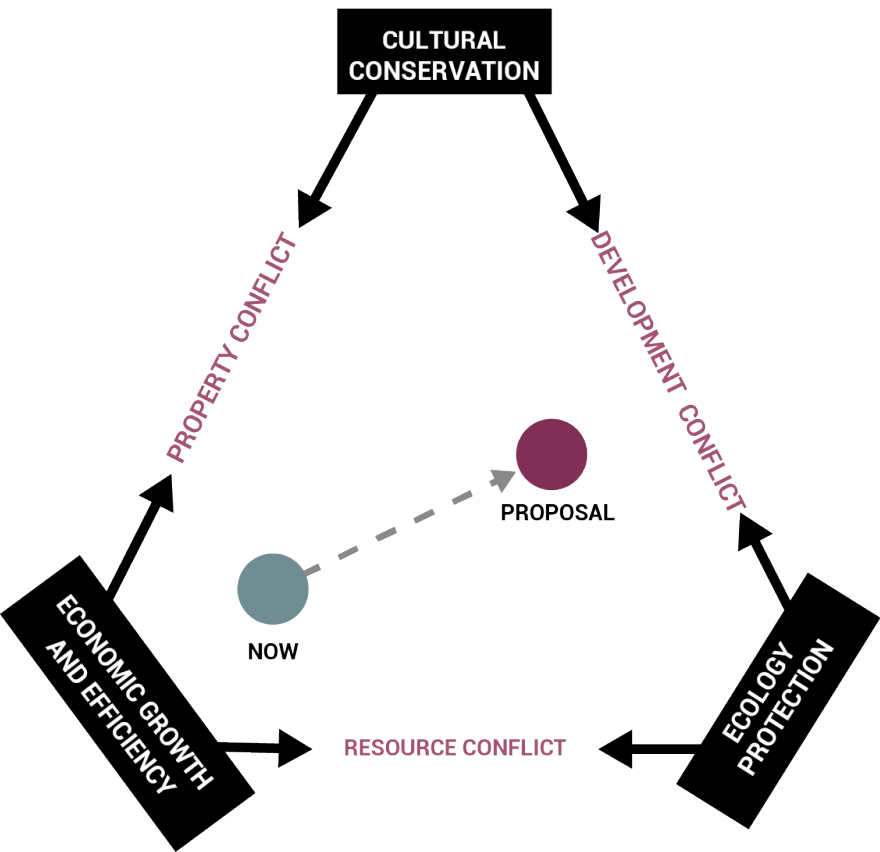 CULTURAL
CONSERVATION
PROPERTY CONFLICT
DEVELOPMENT CONFLICT
PROPOSAL
NOW
ECONOMIC GROWTH
AND EFFICIENCY
RESOURCE CONFLICT
ECOLOGY
PROTECTION